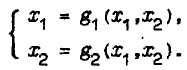 x₁ = g₁(x₁,x₂),
x₂ = g₂(x₁,x₂).